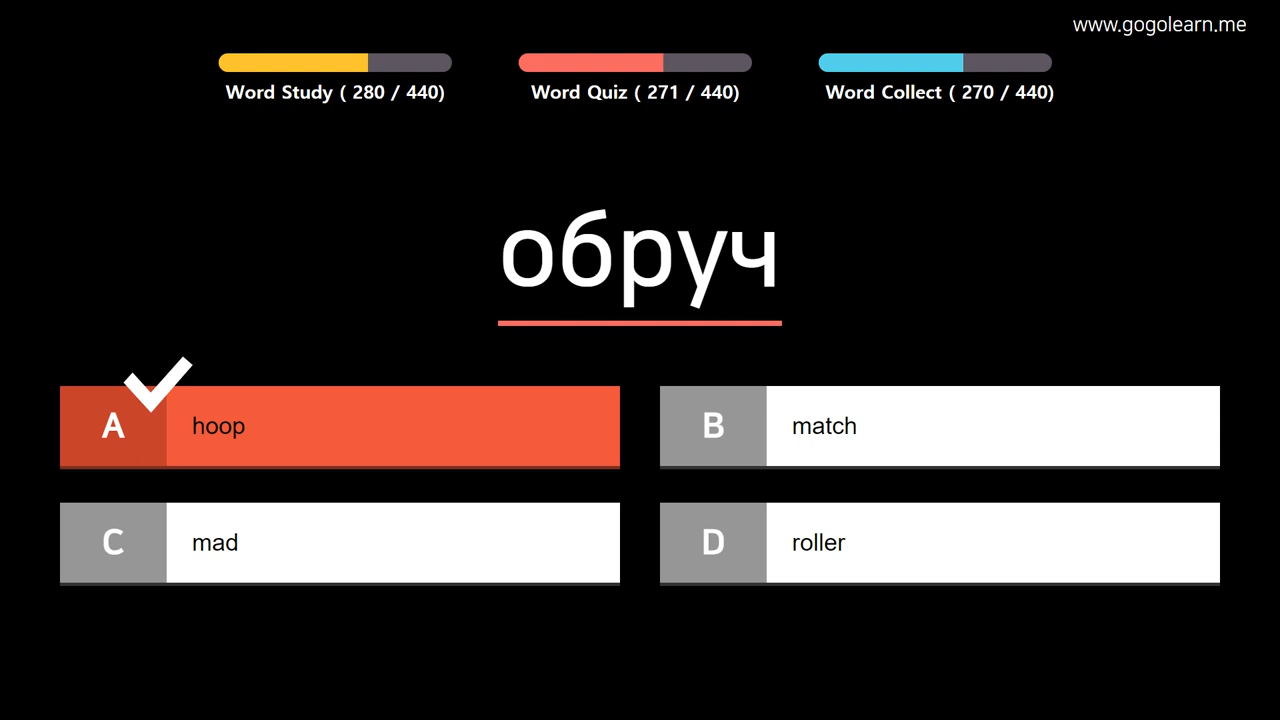 www.gogolearn.me
Word Study ( 280 / 440)
Word Quiz ( 271 / 440)
Word Collect ( 270 / 440)
обруч
A hoop
B match
C mad
D roller